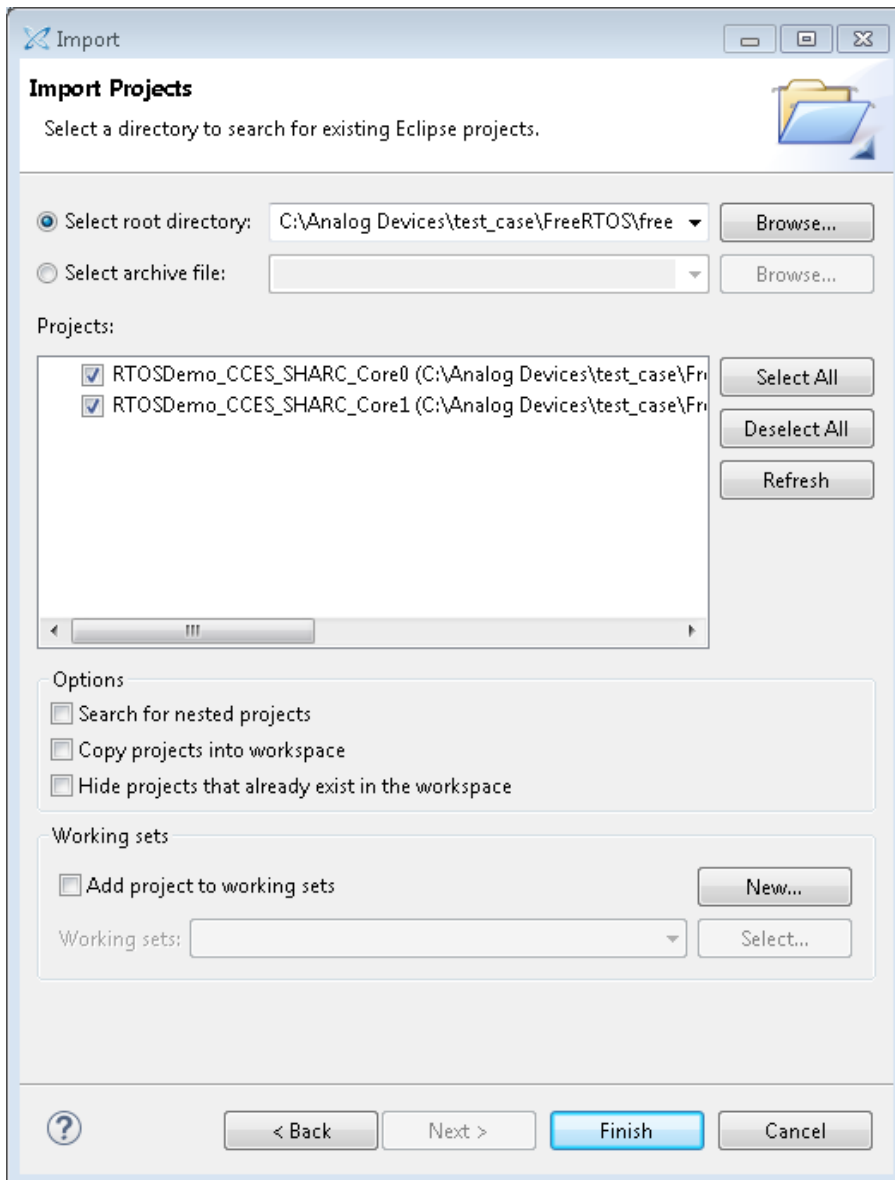 Import
Import Projects
Select a directory to search for existing Eclipse projects.
Select root directory: C:\Analog Devices\test_case\FreeRTOS\free Browse...
Select archive file: Browse...
Projects:
RTOSDemo_CCES_SHARC_Core0 (C:\Analog Devices\test_case\Fr
RTOSDemo_CCES_SHARC_Core1 (C:\Analog Devices\test_case\Fr
Select All
Deselect All
Refresh
Options
Search for nested projects
Copy projects into workspace
Hide projects that already exist in the workspace
Working sets
Add project to working sets New...
Working sets: Select...
? < Back Next > Finish Cancel